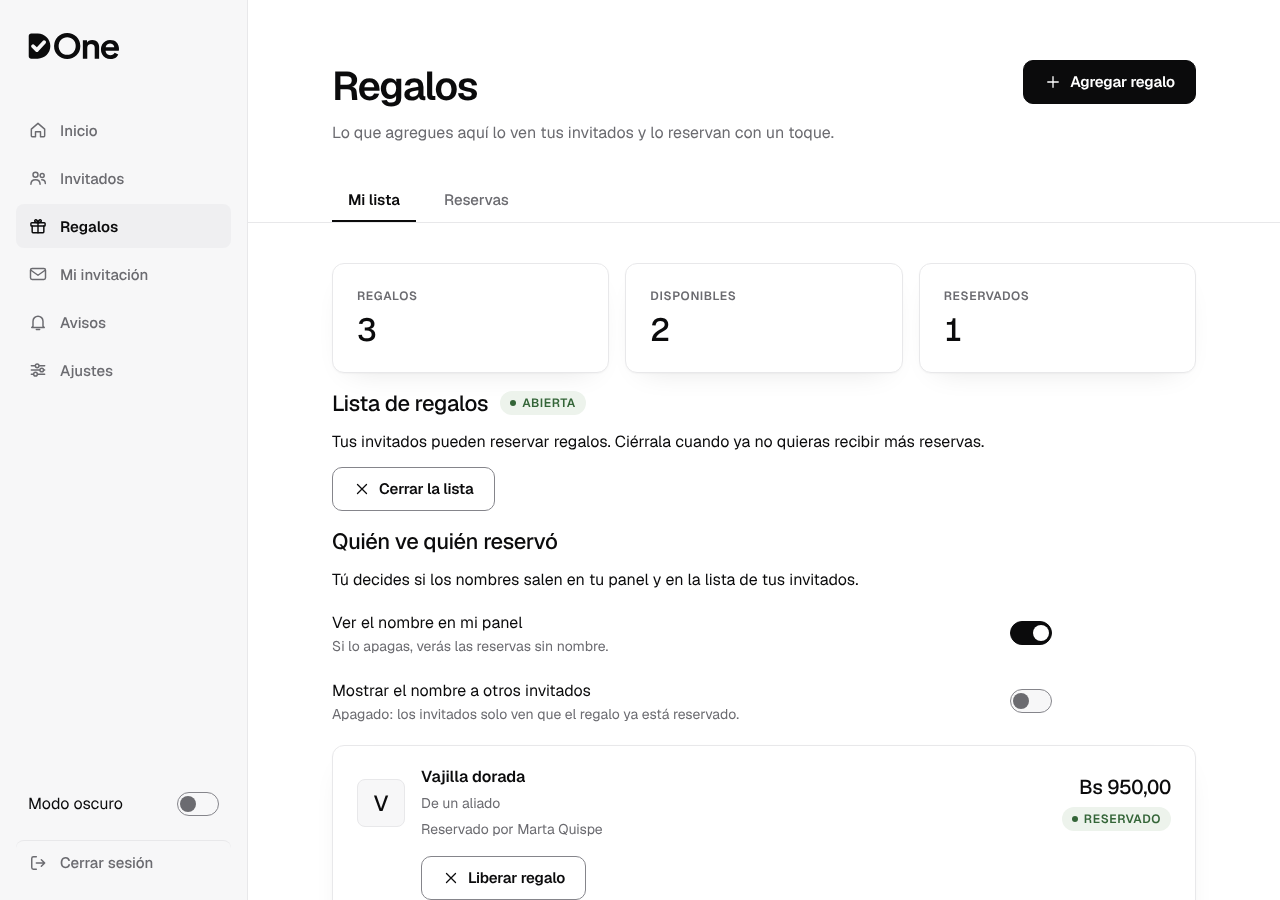 One
Inicio
Invitados
Regalos
Mi invitación
Avisos
Ajustes
Modo oscuro
Cerrar sesión
Regalos
Agregar regalo
Lo que agregues aquí lo ven tus invitados y lo reservan con un toque.
Mi lista
Reservas
REGALOS
3
DISPONIBLES
2
RESERVADOS
1
Lista de regalos
ABIERTA
Tus invitados pueden reservar regalos. Ciérrala cuando ya no quieras recibir más reservas.
Cerrar la lista
Quién ve quién reservó
Tú decides si los nombres salen en tu panel y en la lista de tus invitados.
Ver el nombre en mi panel
Si lo apagas, verás las reservas sin nombre.
Mostrar el nombre a otros invitados
Apagado: los invitados solo ven que el regalo ya está reservado.
V
Vajilla dorada
De un aliado
Reservado por Marta Quispe
Bs 950,00
RESERVADO
Liberar regalo